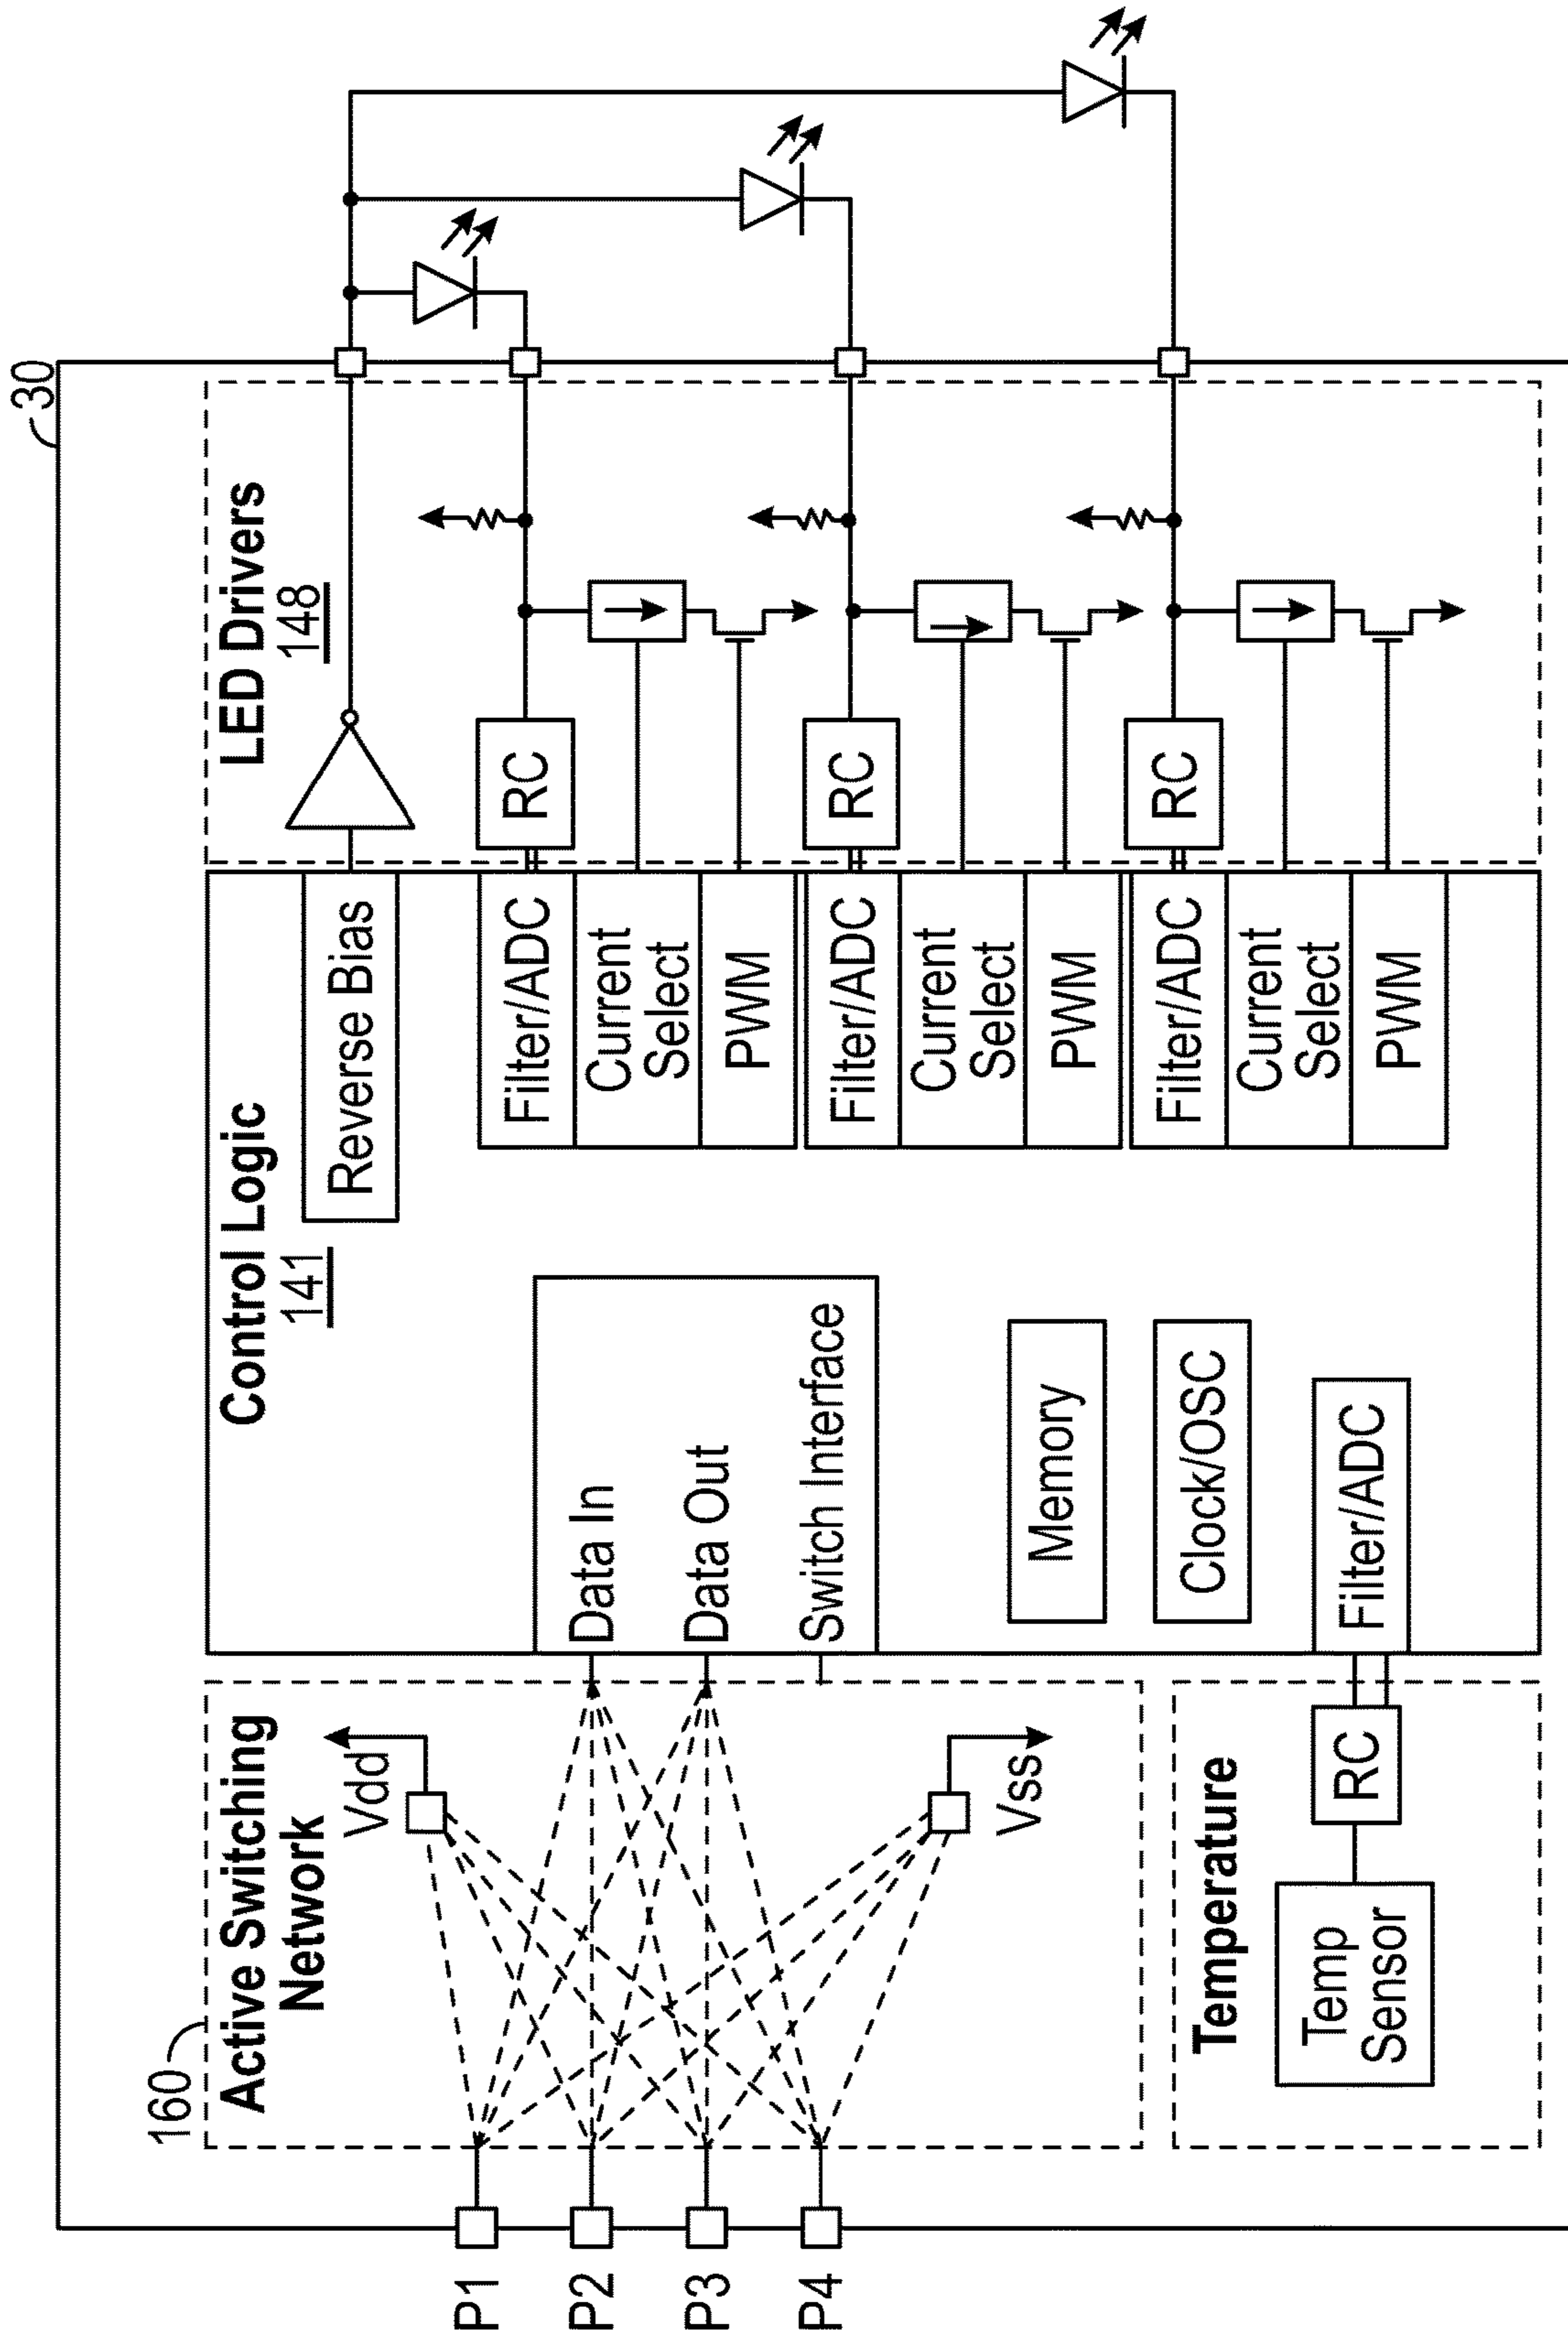 30
160
Active Switching
Network
Vdd
Vss
P1
P2
P3
P4
Temperature
Temp
Sensor
RC
Control Logic
141
Data In
Data Out
Switch Interface
Memory
Clock/OSC
Filter/ADC
Reverse Bias
Filter/ADC
Current
Select
PWM
Filter/ADC
Current
Select
PWM
Filter/ADC
Current
Select
PWM
LED Drivers
148
RC
RC
RC